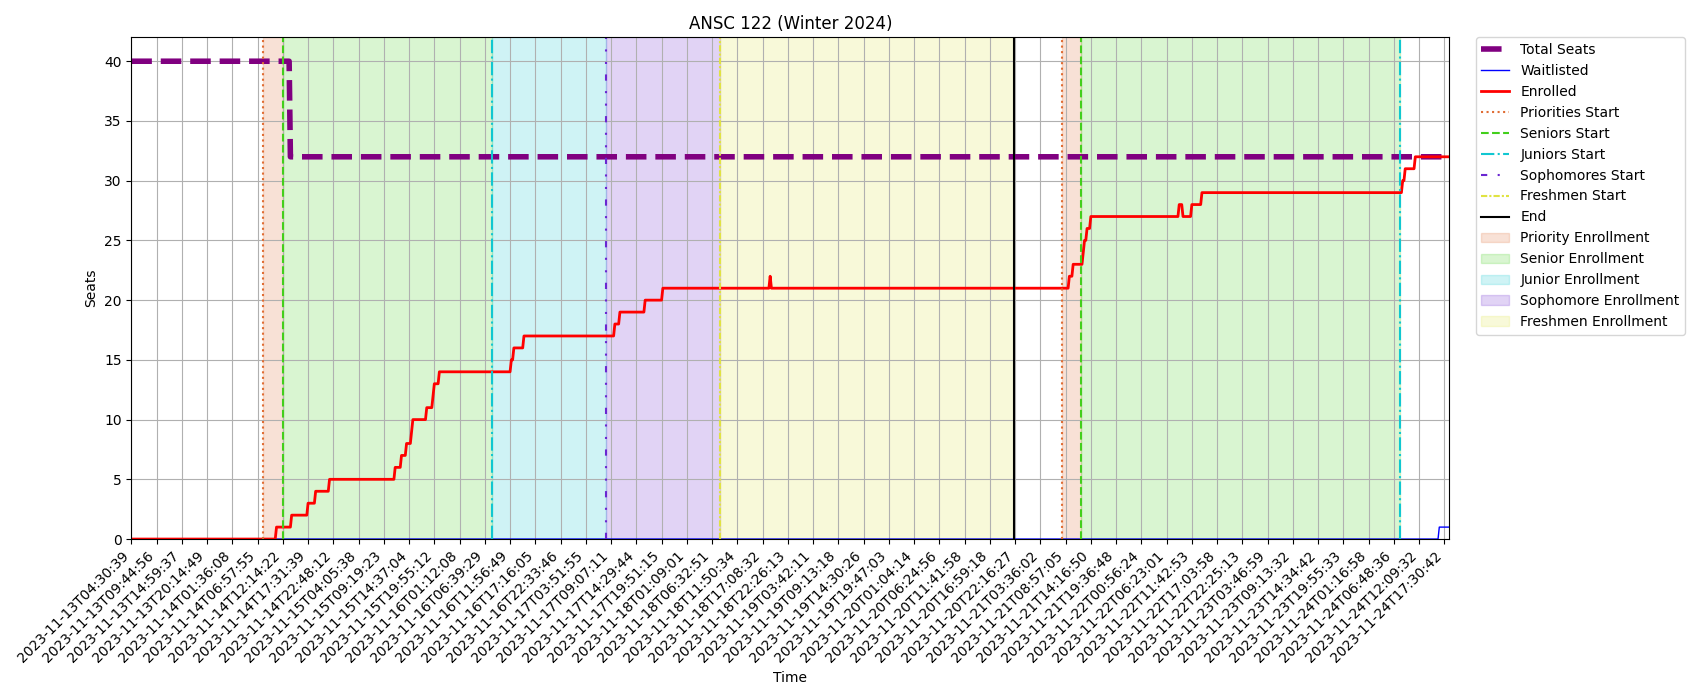 ANSC 122 (Winter 2024)
Seats
40
35
30
25
20
15
10
5
0
2023-11-13T04:30:39
2023-11-13T09:44:56
2023-11-13T14:59:37
2023-11-13T20:14:49
2023-11-14T01:36:08
2023-11-14T06:57:55
2023-11-14T12:14:22
2023-11-14T17:31:39
2023-11-14T22:48:12
2023-11-15T04:05:38
2023-11-15T09:19:23
2023-11-15T14:37:04
2023-11-15T19:55:12
2023-11-16T01:12:08
2023-11-16T06:39:29
2023-11-16T11:56:49
2023-11-16T17:16:05
2023-11-16T22:33:46
2023-11-17T03:51:55
2023-11-17T09:07:11
2023-11-17T14:29:44
2023-11-17T19:51:15
2023-11-18T01:09:01
2023-11-18T06:32:51
2023-11-18T11:50:34
2023-11-18T17:08:32
2023-11-18T22:26:13
2023-11-19T03:42:11
2023-11-19T09:13:18
2023-11-19T14:30:26
2023-11-19T19:47:03
2023-11-20T01:04:14
2023-11-20T06:24:56
2023-11-20T11:41:58
2023-11-20T16:59:18
2023-11-20T22:16:27
2023-11-21T03:36:02
2023-11-21T08:57:05
2023-11-21T14:16:50
2023-11-21T19:36:48
2023-11-22T00:56:24
2023-11-22T06:23:01
2023-11-22T11:42:53
2023-11-22T17:03:58
2023-11-22T22:25:13
2023-11-23T03:46:59
2023-11-23T09:13:32
2023-11-23T14:34:42
2023-11-23T19:55:33
2023-11-24T01:16:58
2023-11-24T06:48:36
2023-11-24T12:09:32
2023-11-24T17:30:42
Time
Total Seats
Waitlisted
Enrolled
Priorities Start
Seniors Start
Juniors Start
Sophomores Start
Freshmen Start
End
Priority Enrollment
Senior Enrollment
Junior Enrollment
Sophomore Enrollment
Freshmen Enrollment